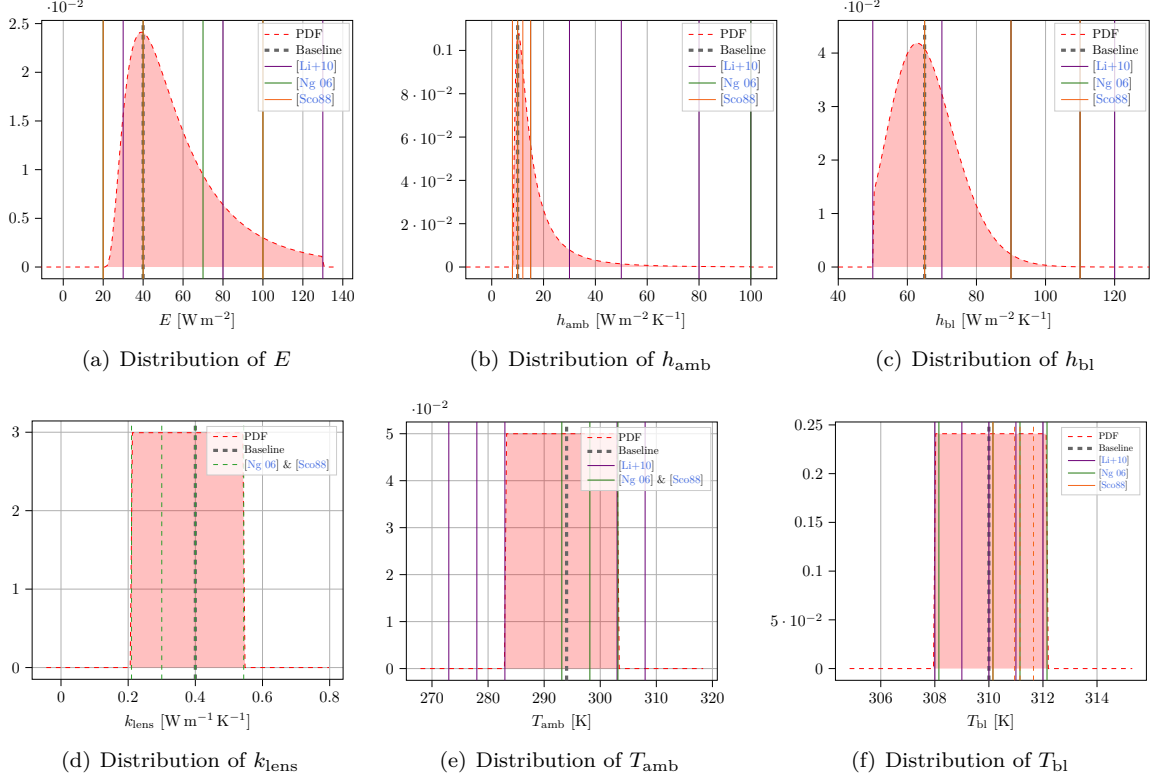 ·10⁻²
2.5
2
1.5
1
0.5
0
0 20 40 60 80 100 120 140
E [W m⁻²]
PDF
Baseline
[Li+10]
[Ng 06]
[Sco88]
(a) Distribution of E
0.1
8 · 10⁻²
6 · 10⁻²
4 · 10⁻²
2 · 10⁻²
0
0 20 40 60 80 100
h_amb [W m⁻² K⁻¹]
PDF
Baseline
[Li+10]
[Ng 06]
[Sco88]
(b) Distribution of h_amb
·10⁻²
4
2
0
40 60 80 100 120
h_bl [W m⁻² K⁻¹]
PDF
Baseline
[Li+10]
[Ng 06]
[Sco88]
(c) Distribution of h_bl
3
2
1
0
0 0.2 0.4 0.6 0.8
k_lens [W m⁻¹ K⁻¹]
PDF
Baseline
[Ng 06] & [Sco88]
(d) Distribution of k_lens
·10⁻²
5
4
3
2
1
0
270 280 290 300 310 320
T_amb [K]
PDF
Baseline
[Li+10]
[Ng 06] & [Sco88]
(e) Distribution of T_amb
0.25
0.2
0.15
0.1
5 · 10⁻²
0
306 308 310 312 314
T_bl [K]
PDF
Baseline
[Li+10]
[Ng 06]
[Sco88]
(f) Distribution of T_bl